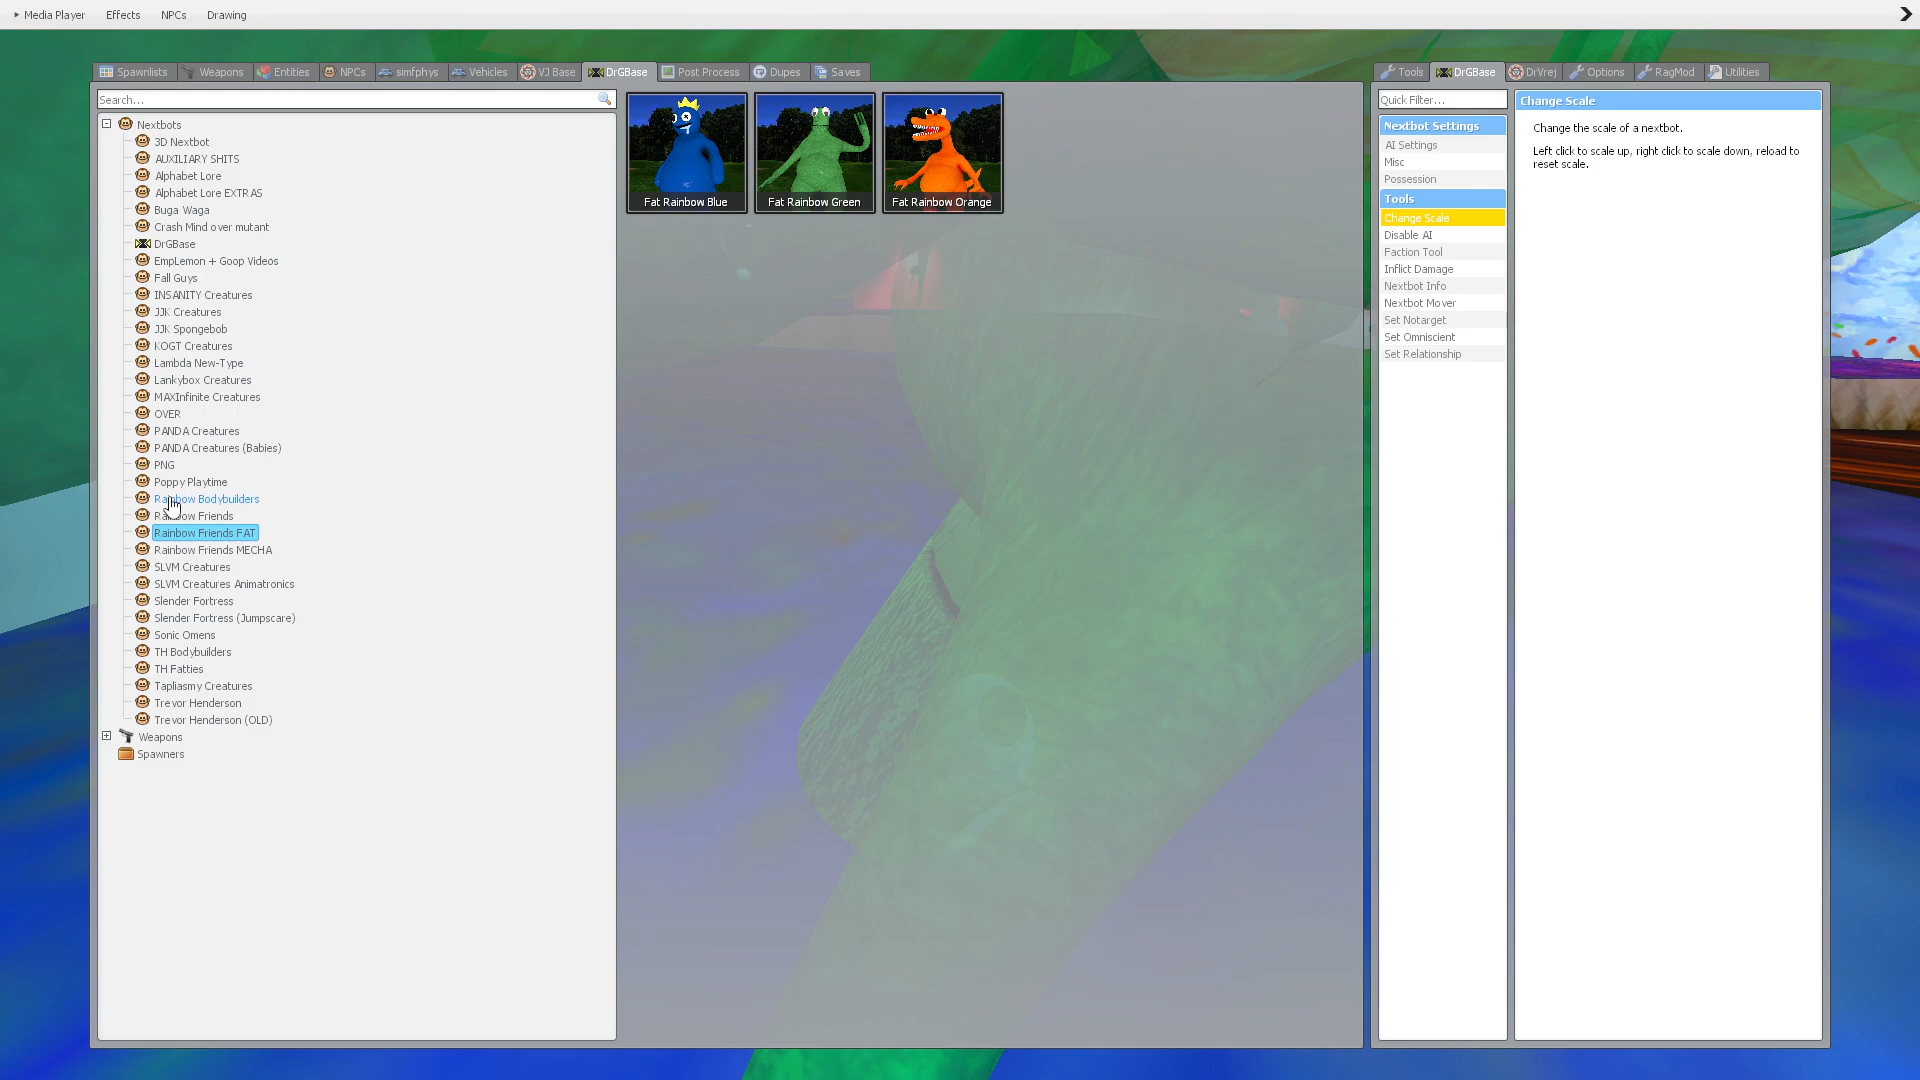 Media Player Effects NPCs Drawing
Spawnlists Weapons Entities NPCs simfphys Vehicles VJ Base DrGBase Post Process Dupes Saves
Search...
Nextbots
3D Nextbot
AUXILIARY SHITS
Alphabet Lore
Alphabet Lore EXTRAS
Buga Waga
Crash Mind over mutant
DrGBase
EmpLemon + Goop Videos
Fall Guys
INSANITY Creatures
JJK Creatures
JJK Spongebob
KOGT Creatures
Lambda New-Type
Lankybox Creatures
MAXInfinite Creatures
OVER
PANDA Creatures
PANDA Creatures (Babies)
PNG
Poppy Playtime
Rainbow Bodybuilders
Rainbow Friends
Rainbow Friends FAT
Rainbow Friends MECHA
SLVM Creatures
SLVM Creatures Animatronics
Slender Fortress
Slender Fortress (Jumpscare)
Sonic Omens
TH Bodybuilders
TH Fatties
Tapliasmy Creatures
Trevor Henderson
Trevor Henderson (OLD)
Weapons
Spawners
Fat Rainbow Blue
Fat Rainbow Green
Fat Rainbow Orange
Tools DrGBase DrVrej Options RagMod Utilities
Quick Filter...
Nextbot Settings
AI Settings
Misc
Possession
Tools
Change Scale
Disable AI
Faction Tool
Inflict Damage
Nextbot Info
Nextbot Mover
Set Notarget
Set Omniscient
Set Relationship
Change Scale
Change the scale of a nextbot.
Left click to scale up, right click to scale down, reload to
reset scale.